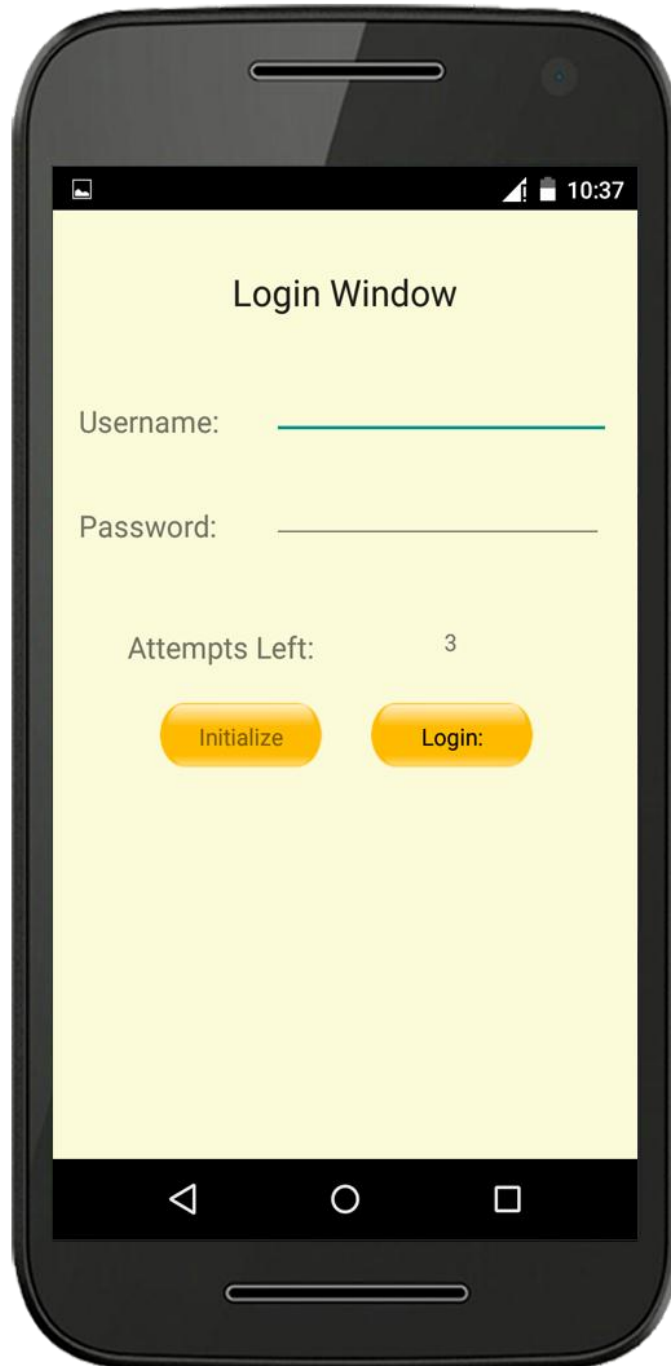 10:37
Login Window
Username:
Password:
Attempts Left: 3
Initialize Login: